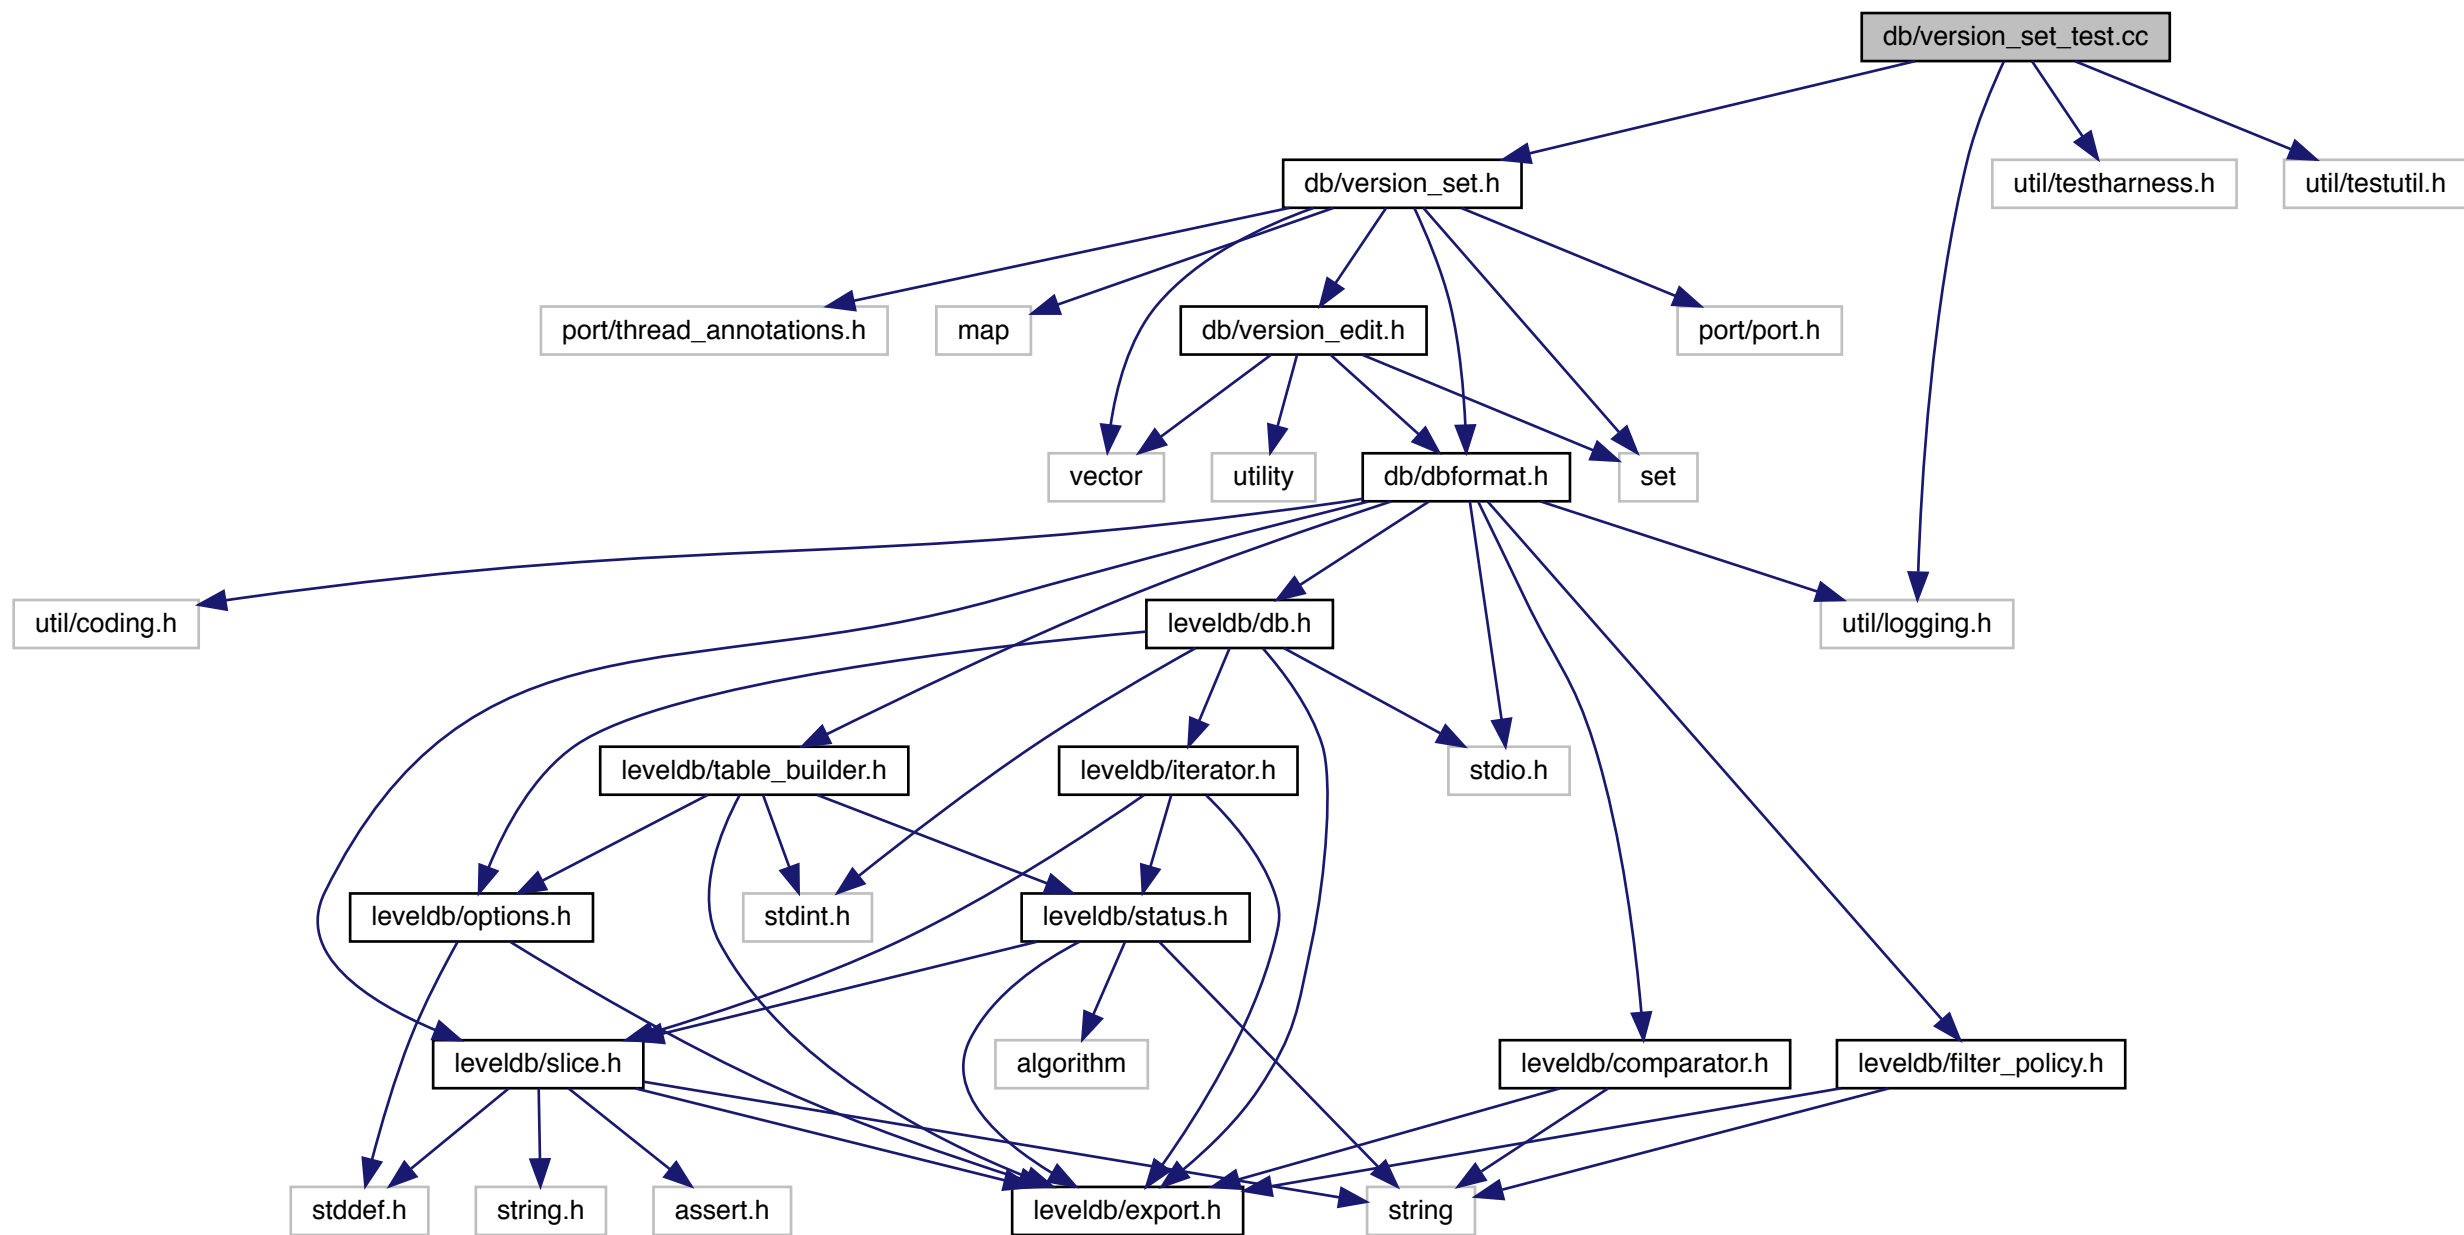 db/version_set_test.cc
db/version_set.h
util/testharness.h
util/testutil.h
port/thread_annotations.h
map
db/version_edit.h
port/port.h
vector
utility
db/dbformat.h
set
util/coding.h
leveldb/db.h
util/logging.h
leveldb/table_builder.h
leveldb/iterator.h
stdio.h
leveldb/options.h
stdint.h
leveldb/status.h
leveldb/slice.h
algorithm
leveldb/comparator.h
leveldb/filter_policy.h
stddef.h
string.h
assert.h
leveldb/export.h
string